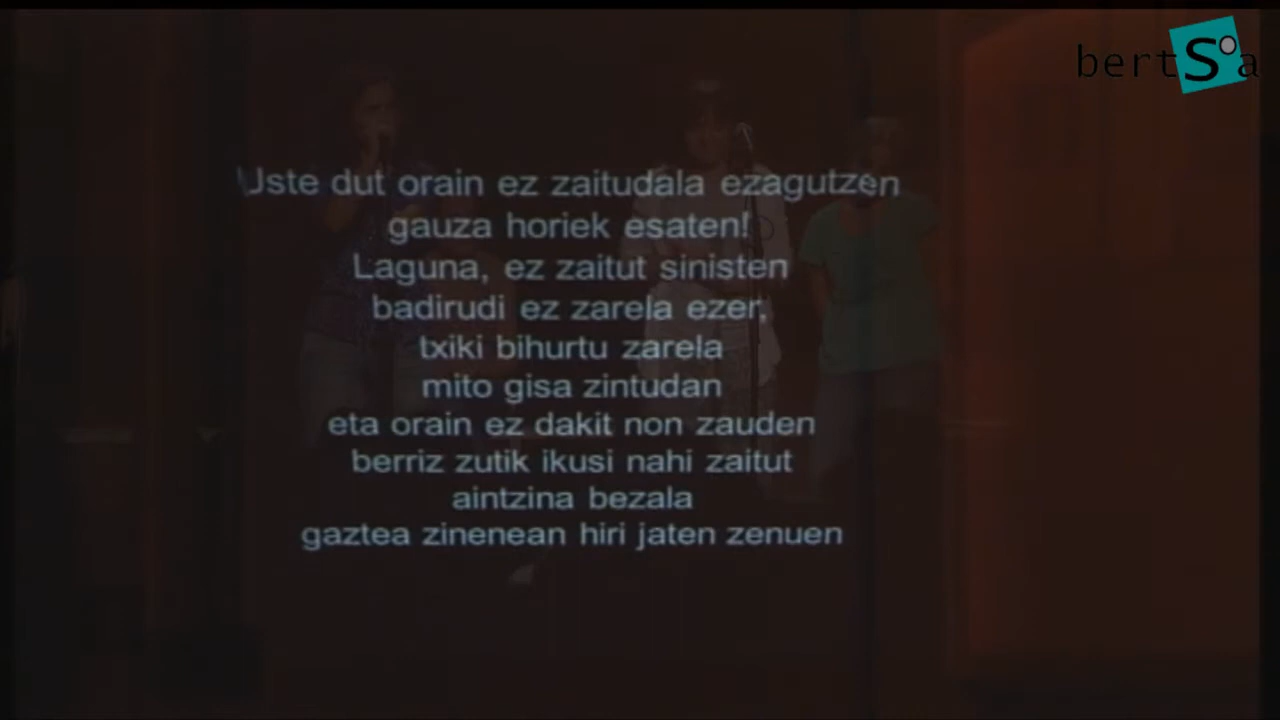 bertsoa
Uste dut orain ez zaitudala ezagutzen
gauza horiek esaten!
Laguna, ez zaitut sinisten
badirudi ez zarela ezer,
txiki bihurtu zarela
mito gisa zintudan
eta orain ez dakit non zauden
berriz zutik ikusi nahi zaitut
aintzina bezala
gaztea zinenean hiri jaten zenuen